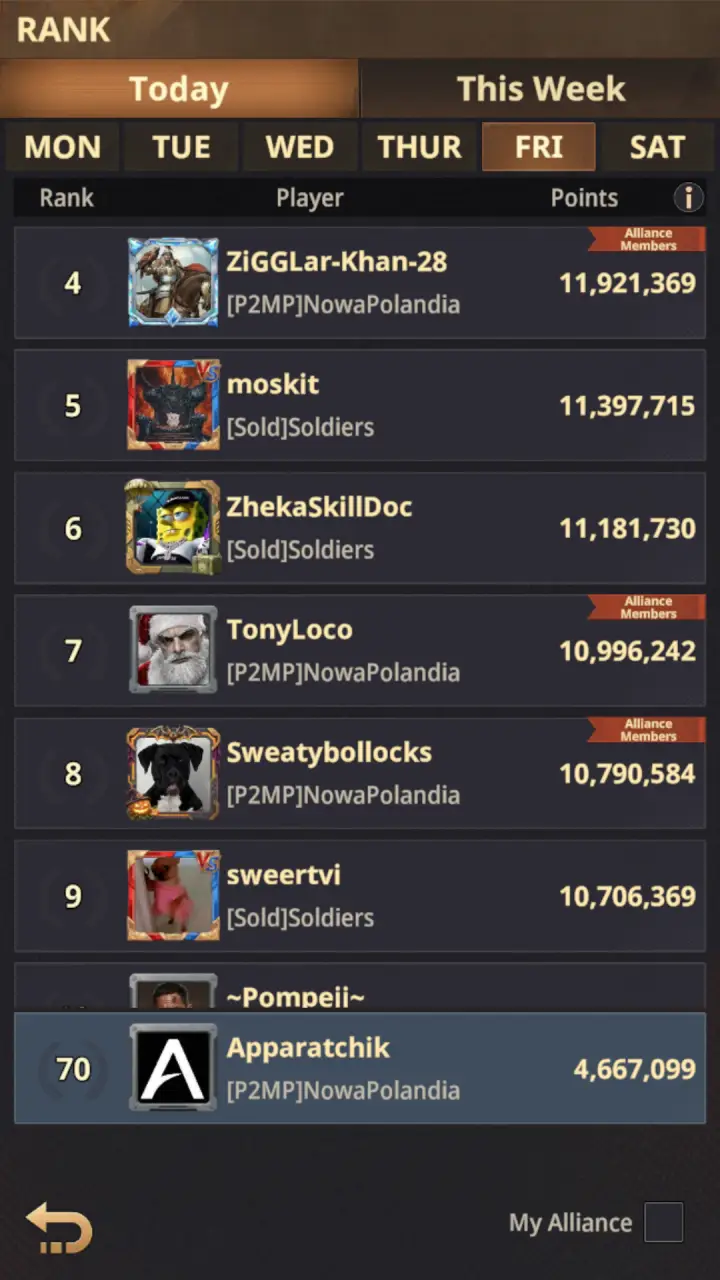 RANK
Today
This Week
MON
TUE
WED
THUR
FRI
SAT
Rank
Player
Points
i
Alliance
Members
4
ZiGGLar-Khan-28
[P2MP]NowaPolandia
11,921,369
5
VS
moskit
[Sold]Soldiers
11,397,715
6
ZhekaSkillDoc
[Sold]Soldiers
11,181,730
Alliance
Members
7
TonyLoco
[P2MP]NowaPolandia
10,996,242
Alliance
Members
8
Sweatybollocks
[P2MP]NowaPolandia
10,790,584
9
VS
sweertvi
[Sold]Soldiers
10,706,369
~Pompeii~
70
A
Apparatchik
[P2MP]NowaPolandia
4,667,099
My Alliance